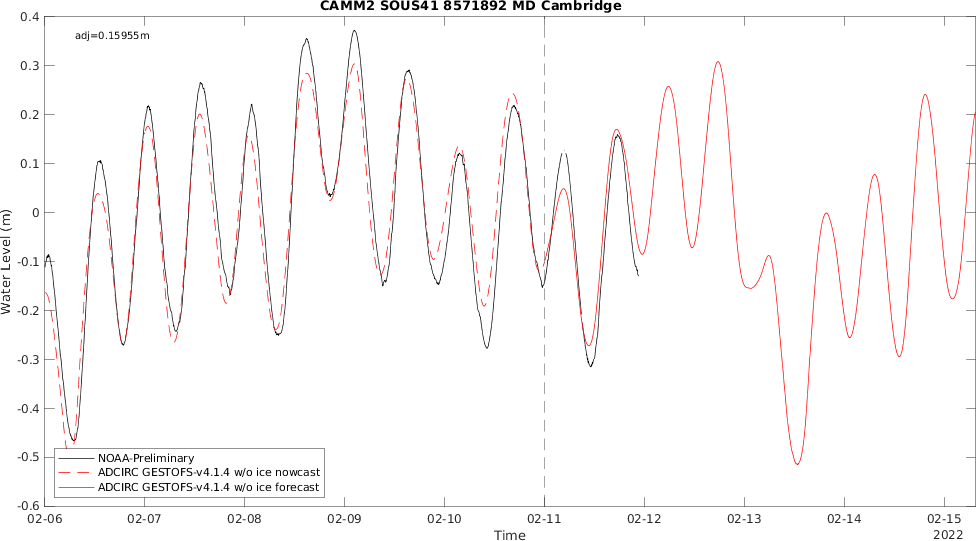 CAMM2 SOUS41 8571892 MD Cambridge
adj=0.15955m
0.4
0.3
0.2
0.1
0
-0.1
-0.2
-0.3
-0.4
-0.5
-0.6
Water Level (m)
NOAA-Preliminary
ADCIRC GESTOFS-v4.1.4 w/o ice nowcast
ADCIRC GESTOFS-v4.1.4 w/o ice forecast
02-06 02-07 02-08 02-09 02-10 02-11 02-12 02-13 02-14 02-15
Time
2022